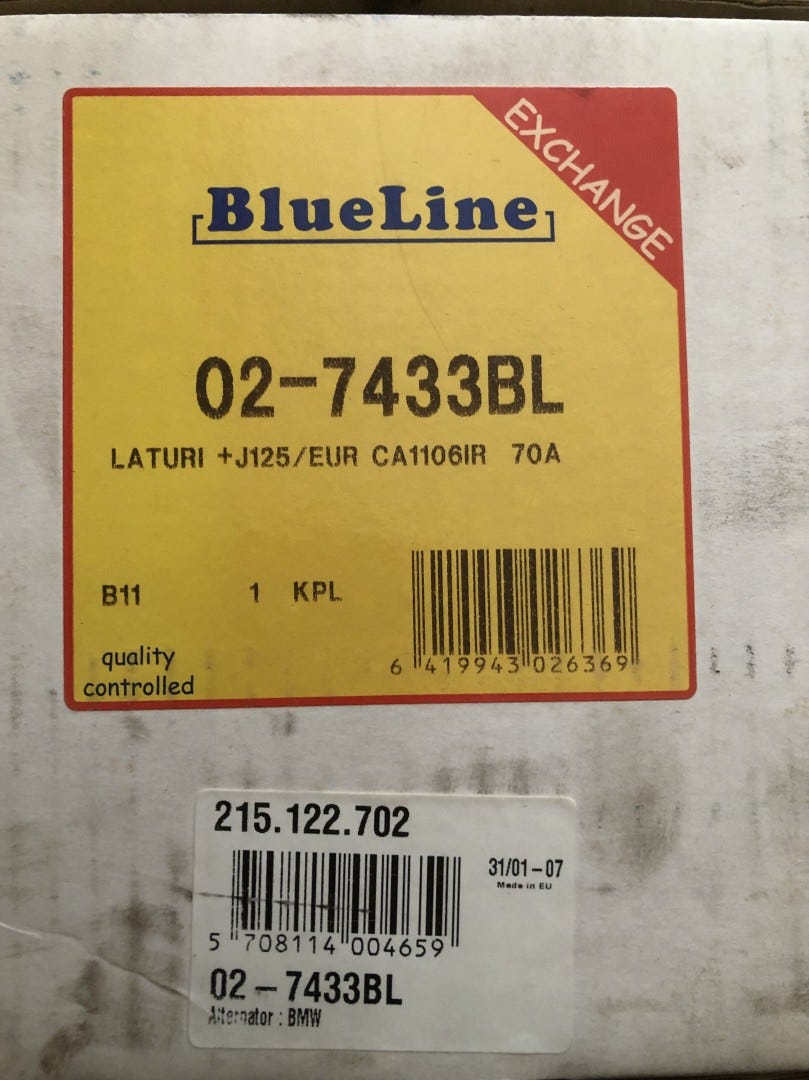 EXCHANGE
BlueLine
02-7433BL
LATURI +J125/EUR CA1106IR 70A
B11 1 KPL
quality
controlled
6 419943 026369
215.122.702
31/01-07
Made in EU
5 708114 004659
02-7433BL
Alternator : BMW